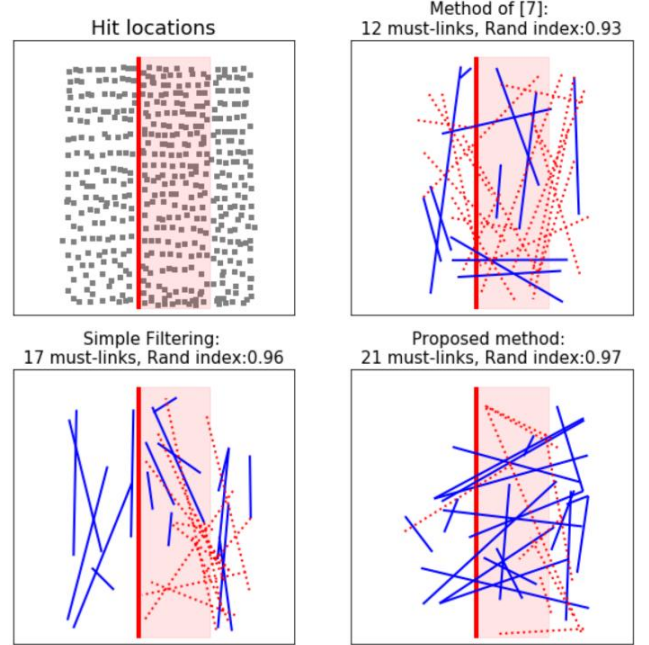 Hit locations
Method of [7]:
12 must-links, Rand index:0.93
Simple Filtering:
17 must-links, Rand index:0.96
Proposed method:
21 must-links, Rand index:0.97